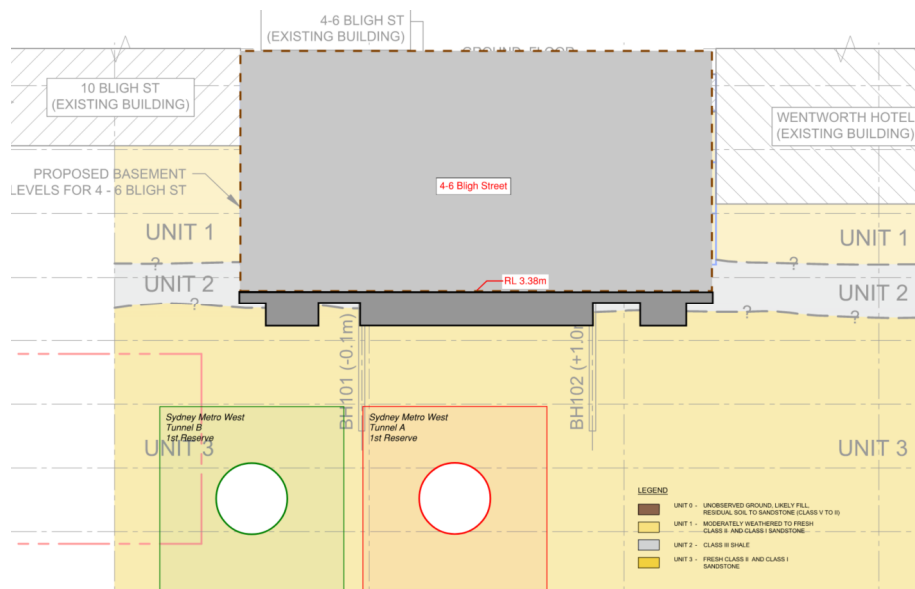 4-6 BLIGH ST
(EXISTING BUILDING)
GROUND FLOOR
10 BLIGH ST
(EXISTING BUILDING)
WENTWORTH HOTEL
(EXISTING BUILDING)
PROPOSED BASEMENT
LEVELS FOR 4 - 6 BLIGH ST
4-6 Bligh Street
UNIT 1
UNIT 1
?
?
RL 3.38m
UNIT 2
UNIT 2
?
?
?
BH101 (-0.1m)
BH102 (+1.0m
Sydney Metro West
Tunnel B
1st Reserve
Sydney Metro West
Tunnel A
1st Reserve
UNIT 3
UNIT 3
LEGEND
UNIT 0 - UNOBSERVED GROUND, LIKELY FILL,
RESIDUAL SOIL TO SANDSTONE (CLASS V TO II)
UNIT 1 - MODERATELY WEATHERED TO FRESH
CLASS II AND CLASS I SANDSTONE
UNIT 2 - CLASS III SHALE
UNIT 3 - FRESH CLASS II AND CLASS I
SANDSTONE